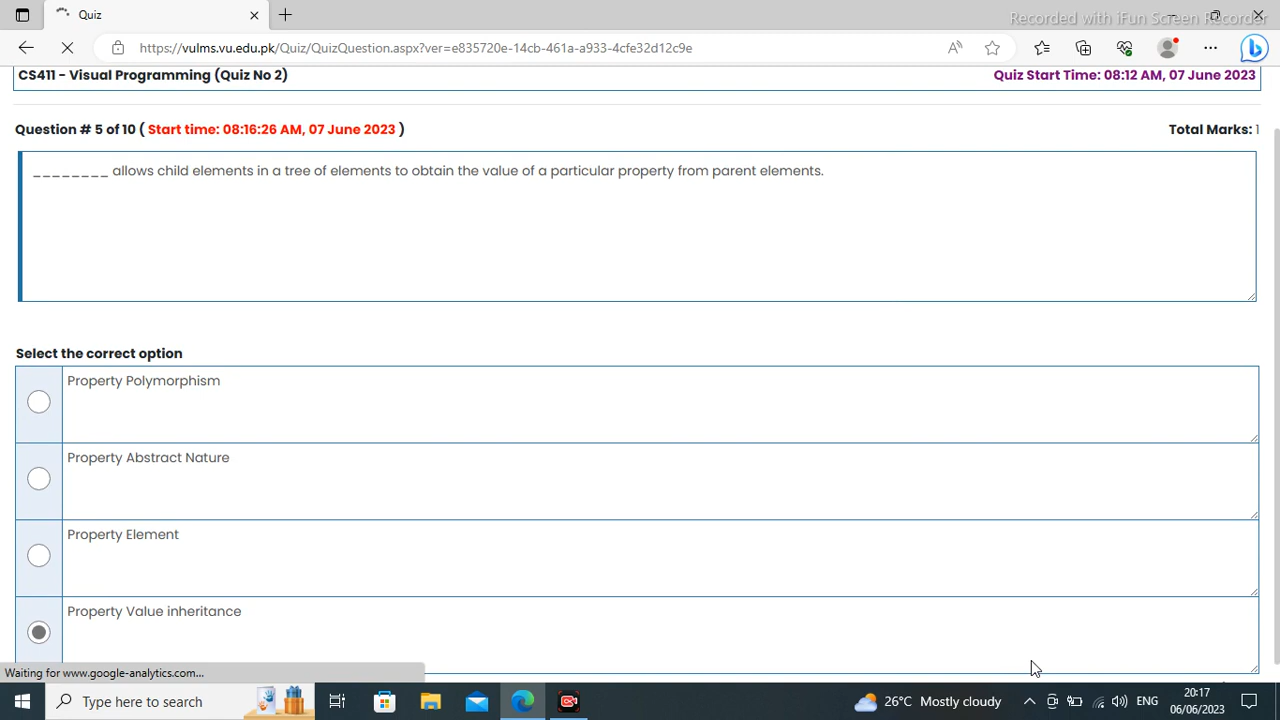 Quiz
Recorded with iFun Screen Recorder
https://vulms.vu.edu.pk/Quiz/QuizQuestion.aspx?ver=e835720e-14cb-461a-a933-4cfe32d12c9e
CS411 - Visual Programming (Quiz No 2)
Quiz Start Time: 08:12 AM, 07 June 2023
Question # 5 of 10 ( Start time: 08:16:26 AM, 07 June 2023 )
Total Marks: 1
________ allows child elements in a tree of elements to obtain the value of a particular property from parent elements.
Select the correct option
Property Polymorphism
Property Abstract Nature
Property Element
Property Value inheritance
Waiting for www.google-analytics.com...
Type here to search
26°C Mostly cloudy
ENG
20:17
06/06/2023